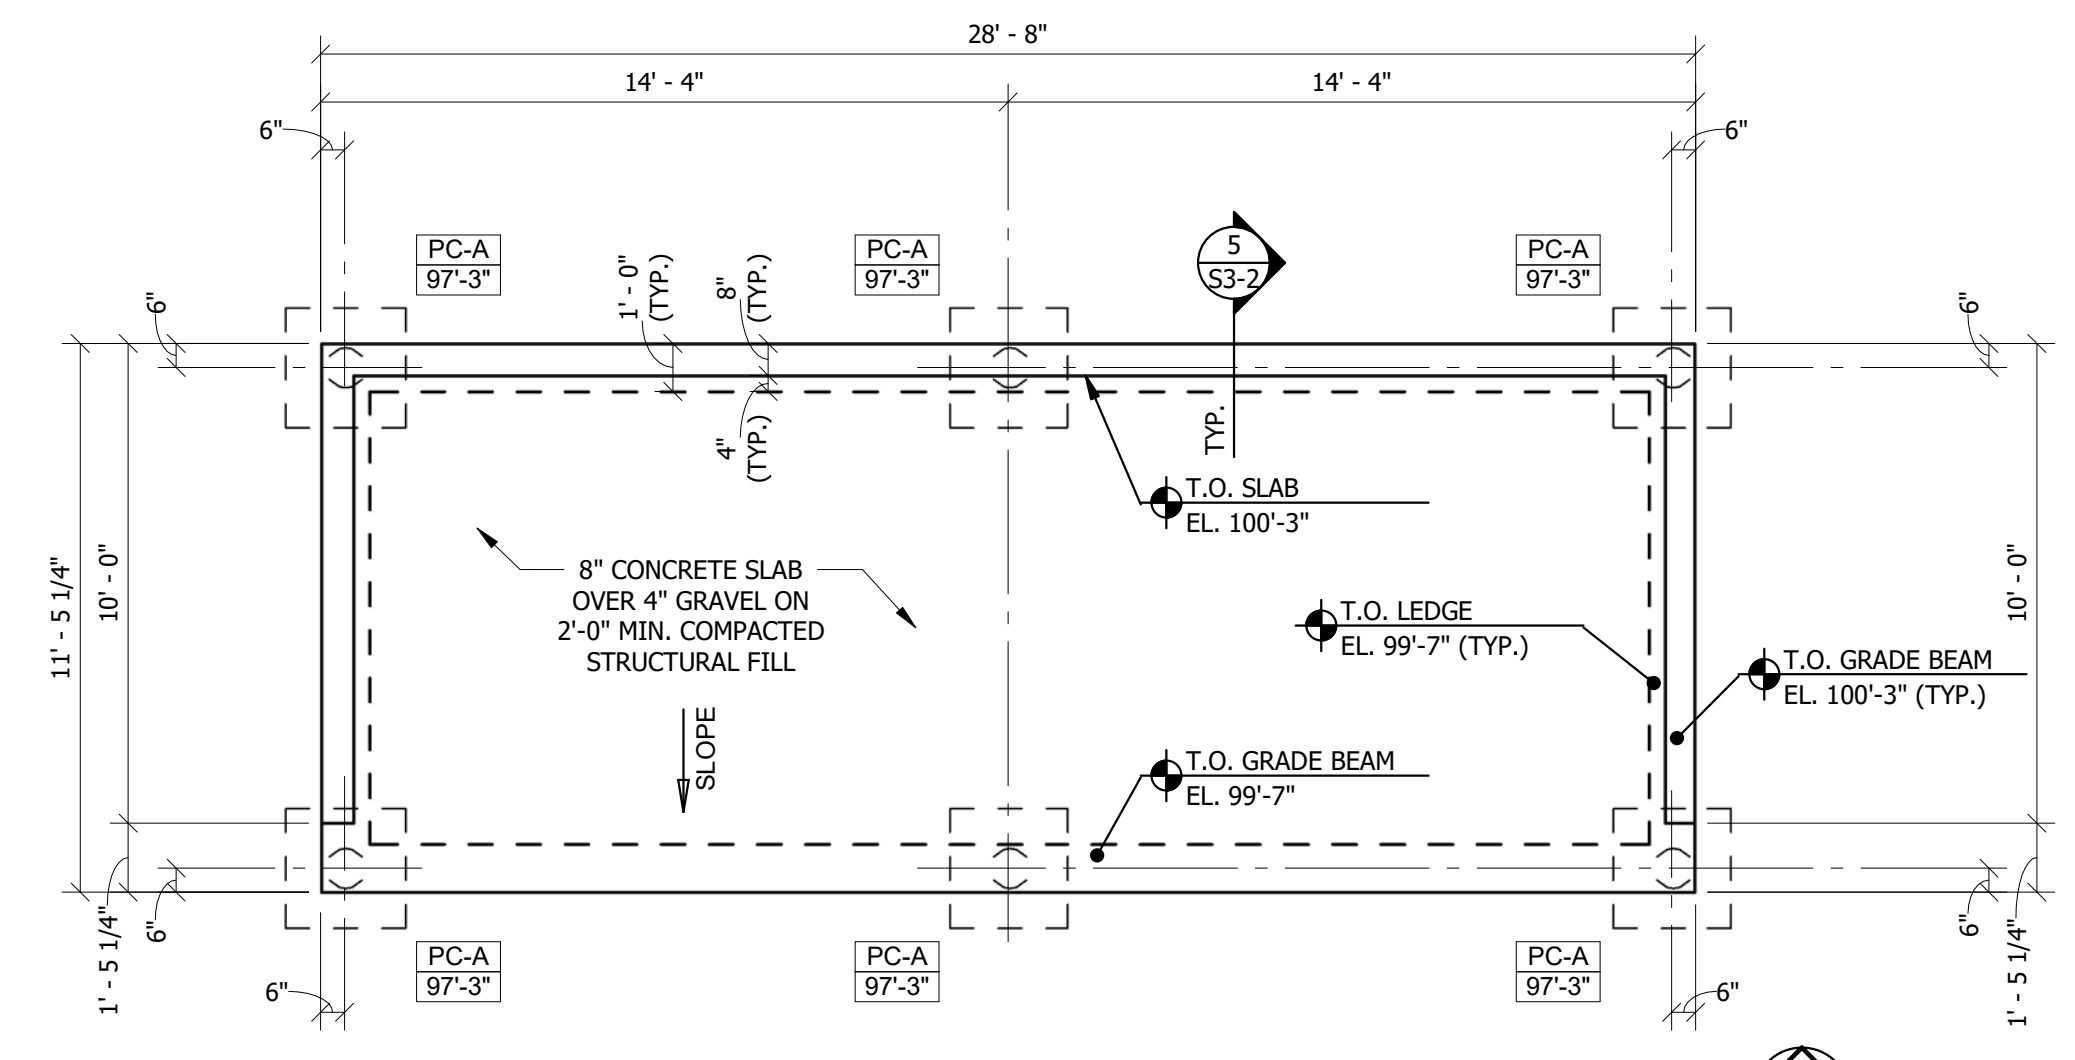 28' - 8"
14' - 4"
14' - 4"
6"
6"
PC-A
97'-3"
1' - 0"
(TYP.)
8"
(TYP.)
PC-A
97'-3"
5
S3-2
PC-A
97'-3"
6"
6"
4"
(TYP.)
TYP.
T.O. SLAB
EL. 100'-3"
11' - 5 1/4"
10' - 0"
8" CONCRETE SLAB
OVER 4" GRAVEL ON
2'-0" MIN. COMPACTED
STRUCTURAL FILL
T.O. LEDGE
EL. 99'-7" (TYP.)
10' - 0"
T.O. GRADE BEAM
EL. 100'-3" (TYP.)
SLOPE
T.O. GRADE BEAM
EL. 99'-7"
1' - 5 1/4"
6"
6"
1' - 5 1/4"
PC-A
97'-3"
PC-A
97'-3"
PC-A
97'-3"
6"
6"